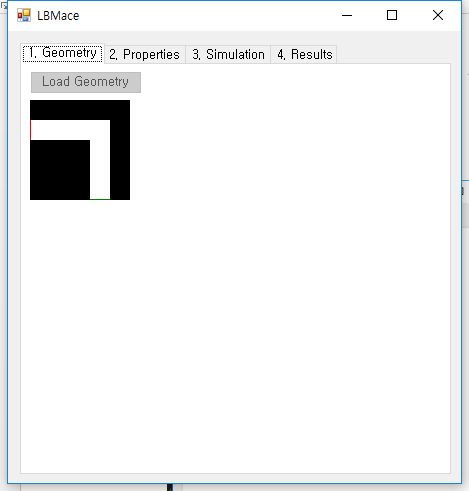 LBMace
1, Geometry 2, Properties 3, Simulation 4, Results
Load Geometry